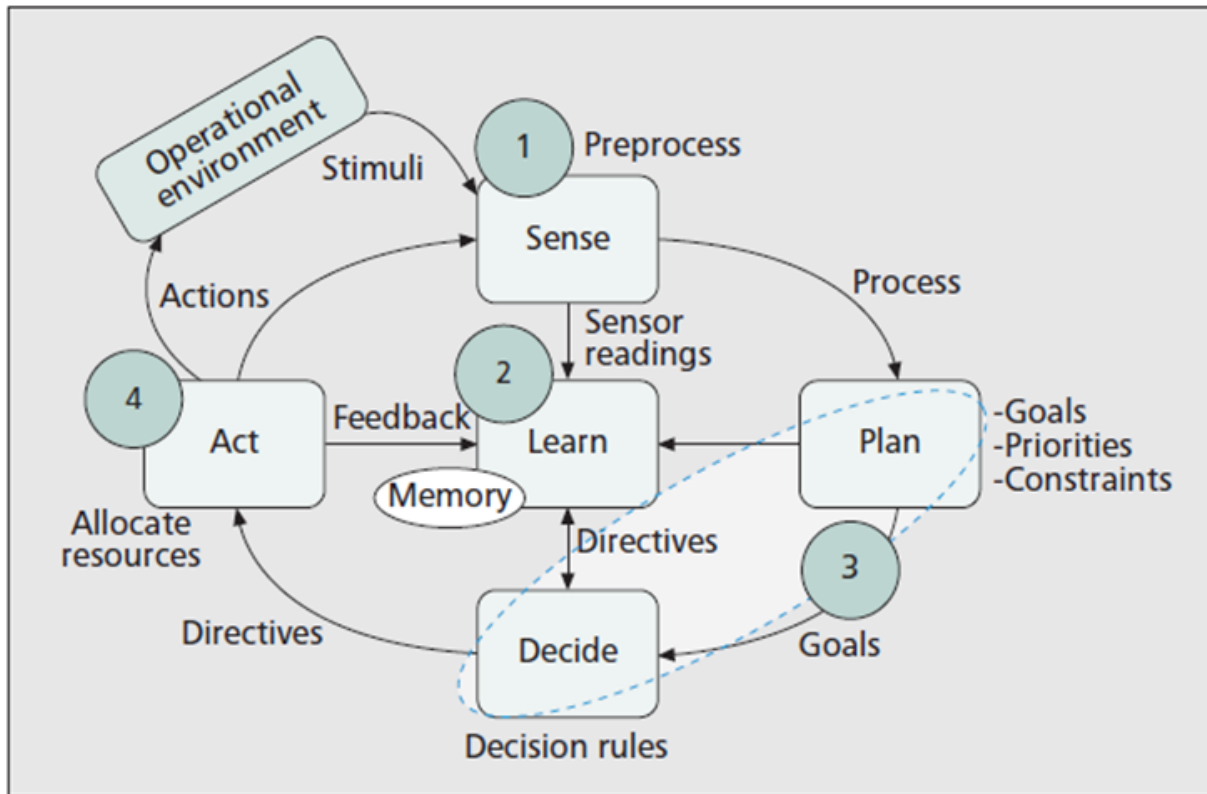 Operational
environment
Stimuli
1
Preprocess
Sense
Actions
Process
Sensor
readings
4
Act
Feedback
2
Learn
Memory
Plan
-Goals
-Priorities
-Constraints
Allocate
resources
Directives
3
Directives
Decide
Goals
Decision rules